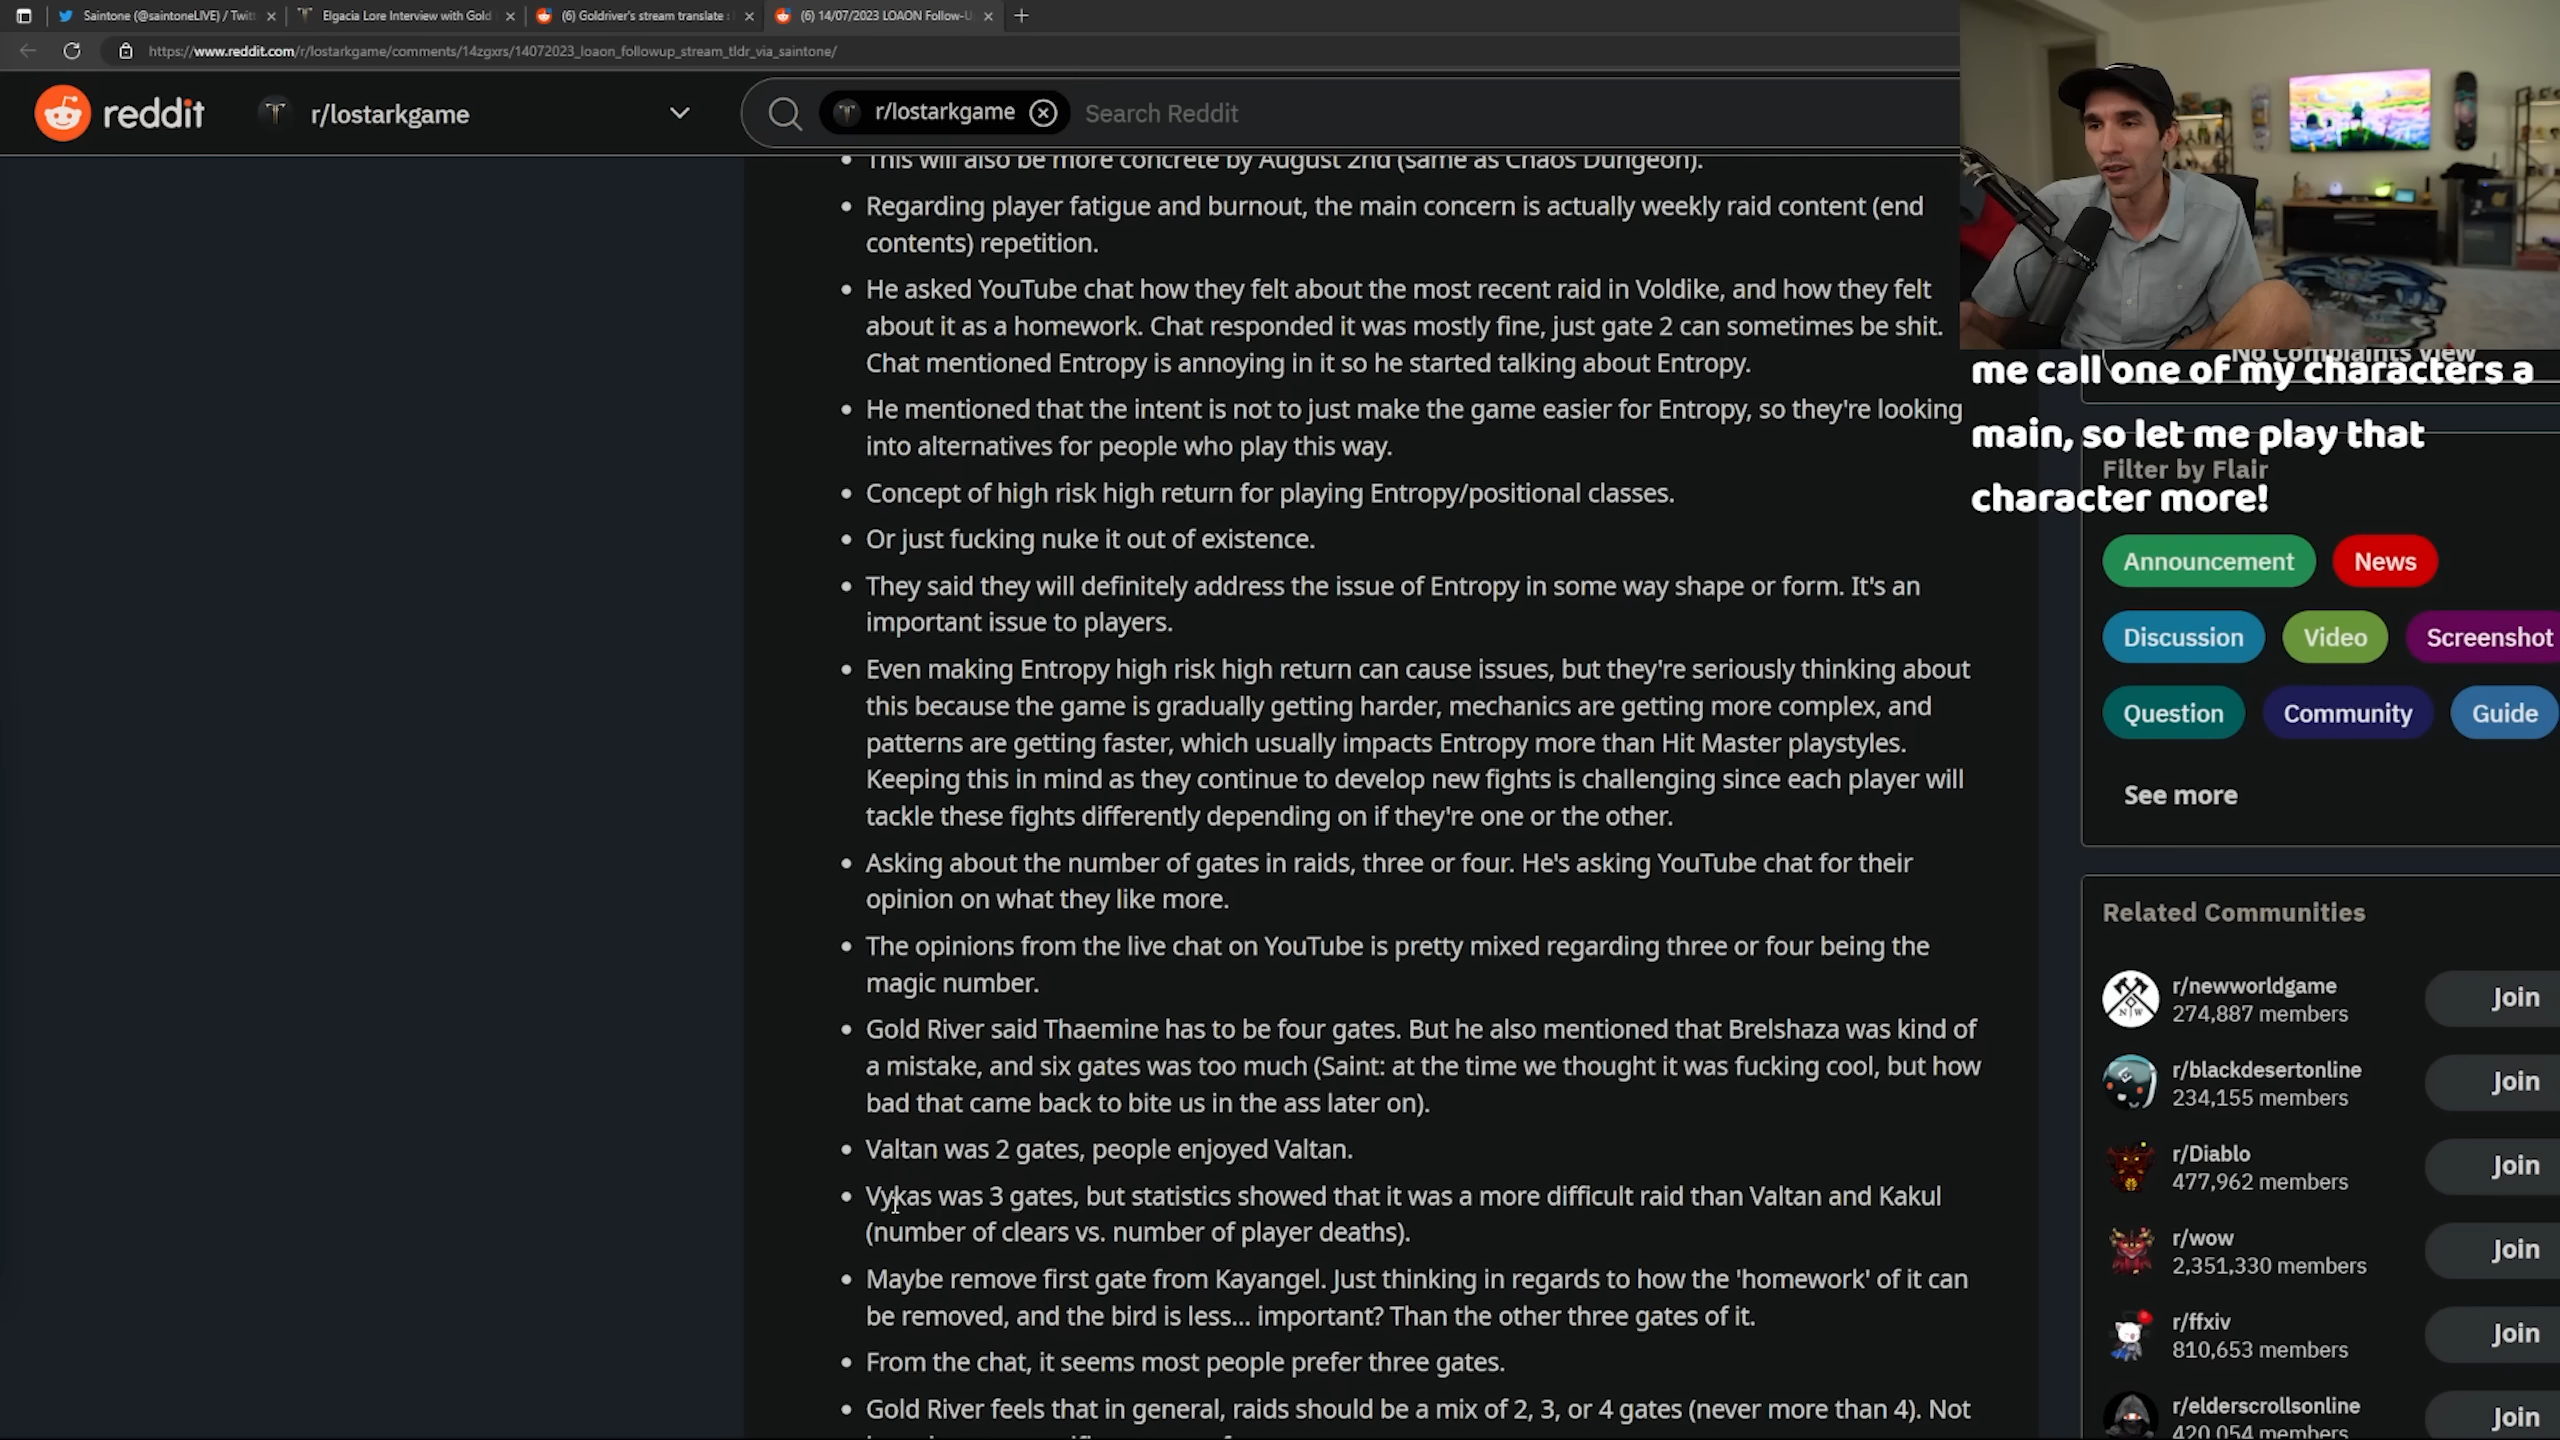 Saintone (@saintoneLIVE) / Twitt
Elgacia Lore Interview with Gold
(6) Goldriver's stream translate :
(6) 14/07/2023 LOAON Follow-U
https://www.reddit.com/r/lostarkgame/comments/14zgxrs/14072023_loaon_followup_stream_tldr_via_saintone/
reddit
r/lostarkgame
r/lostarkgame
Search Reddit
This will also be more concrete by August 2nd (same as Chaos Dungeon).
Regarding player fatigue and burnout, the main concern is actually weekly raid content (end
contents) repetition.
He asked YouTube chat how they felt about the most recent raid in Voldike, and how they felt
about it as a homework. Chat responded it was mostly fine, just gate 2 can sometimes be shit.
Chat mentioned Entropy is annoying in it so he started talking about Entropy.
He mentioned that the intent is not to just make the game easier for Entropy, so they're looking
into alternatives for people who play this way.
Concept of high risk high return for playing Entropy/positional classes.
Or just fucking nuke it out of existence.
They said they will definitely address the issue of Entropy in some way shape or form. It's an
important issue to players.
Even making Entropy high risk high return can cause issues, but they're seriously thinking about
this because the game is gradually getting harder, mechanics are getting more complex, and
patterns are getting faster, which usually impacts Entropy more than Hit Master playstyles.
Keeping this in mind as they continue to develop new fights is challenging since each player will
tackle these fights differently depending on if they're one or the other.
Asking about the number of gates in raids, three or four. He's asking YouTube chat for their
opinion on what they like more.
The opinions from the live chat on YouTube is pretty mixed regarding three or four being the
magic number.
Gold River said Thaemine has to be four gates. But he also mentioned that Brelshaza was kind of
a mistake, and six gates was too much (Saint: at the time we thought it was fucking cool, but how
bad that came back to bite us in the ass later on).
Valtan was 2 gates, people enjoyed Valtan.
Vykas was 3 gates, but statistics showed that it was a more difficult raid than Valtan and Kakul
(number of clears vs. number of player deaths).
Maybe remove first gate from Kayangel. Just thinking in regards to how the 'homework' of it can
be removed, and the bird is less... important? Than the other three gates of it.
From the chat, it seems most people prefer three gates.
Gold River feels that in general, raids should be a mix of 2, 3, or 4 gates (never more than 4). Not
No Complaints View
me call one of my characters a
main, so let me play that
character more!
Filter by Flair
Announcement
News
Discussion
Video
Screenshot
Question
Community
Guide
See more
Related Communities
r/newworldgame
274,887 members
Join
r/blackdesertonline
234,155 members
Join
r/Diablo
477,962 members
Join
r/wow
2,351,330 members
Join
r/ffxiv
810,653 members
Join
r/elderscrollsonline
420,054 members
Join